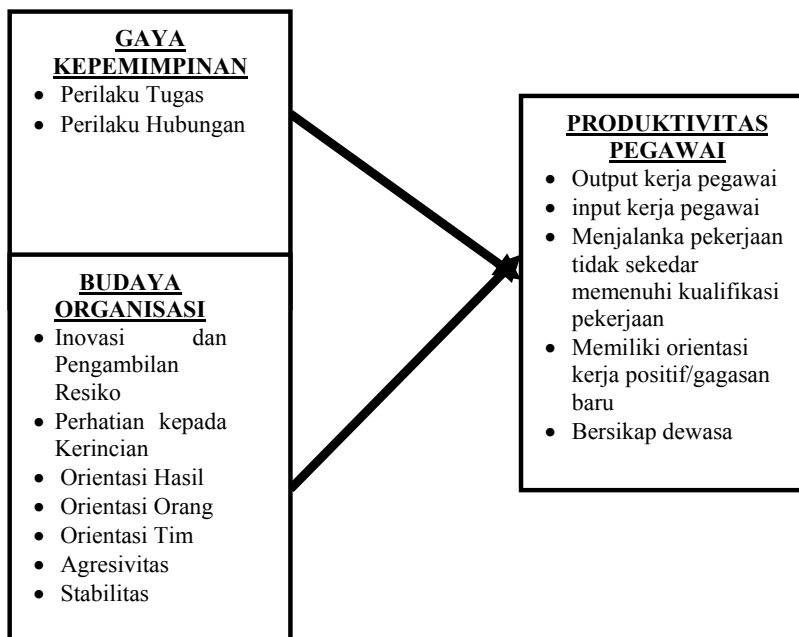 GAYA
KEPEMIMPINAN
• Perilaku Tugas
• Perilaku Hubungan
BUDAYA
ORGANISASI
• Inovasi dan
Pengambilan
Resiko
• Perhatian kepada
Kerincian
• Orientasi Hasil
• Orientasi Orang
• Orientasi Tim
• Agresivitas
• Stabilitas
PRODUKTIVITAS
PEGAWAI
• Output kerja pegawai
• input kerja pegawai
• Menjalanka pekerjaan
tidak sekedar
memenuhi kualifikasi
pekerjaan
• Memiliki orientasi
kerja positif/gagasan
baru
• Bersikap dewasa